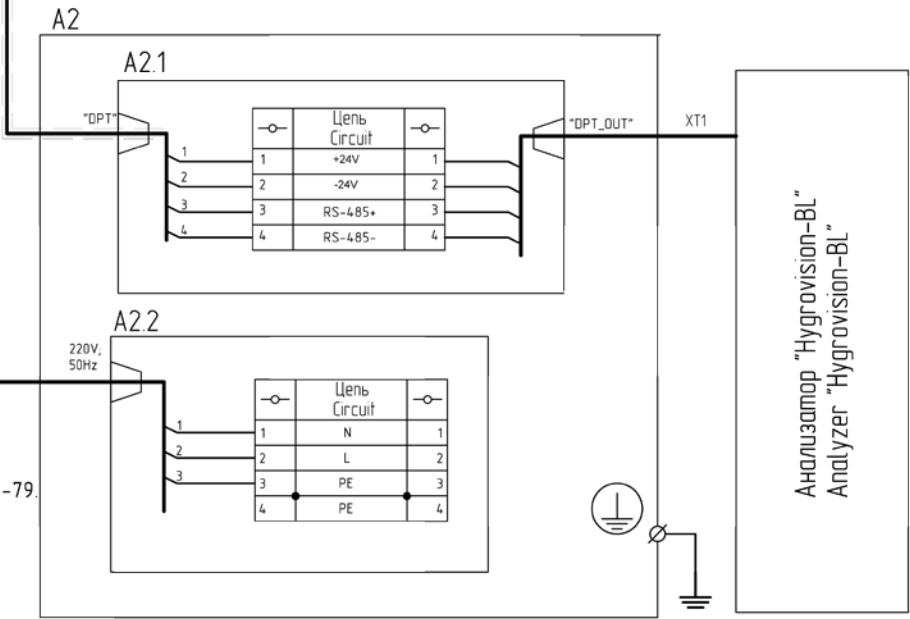 A2
A2.1
"DPT"
Цепь
Circuit
"DPT_OUT"
XT1
1
1
+24V
1
2
2
-24V
2
3
3
RS-485+
3
4
4
RS-485-
4
A2.2
220V,
50Hz
Цепь
Circuit
1
1
N
1
2
2
L
2
3
3
PE
3
4
PE
4
-79.
Анализатор "Hygrovision-BL"
Analyzer "Hygrovision-BL"